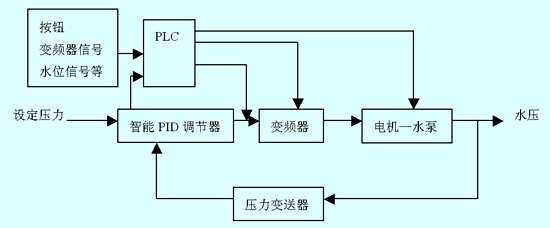 按钮
变频器信号
水位信号等
PLC
设定压力
智能 PID 调节器
变频器
电机—水泵
水压
压力变送器